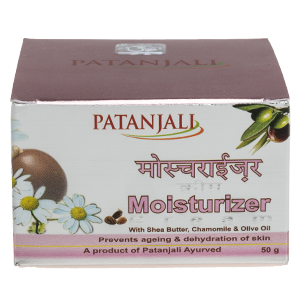 PATANJALI
मोस्चराईज़र
क्रीम
Moisturizer
With Shea Butter, Chamomile & Olive Oil
Prevents ageing & dehydration of skin
A product of Patanjali Ayurved
50 g